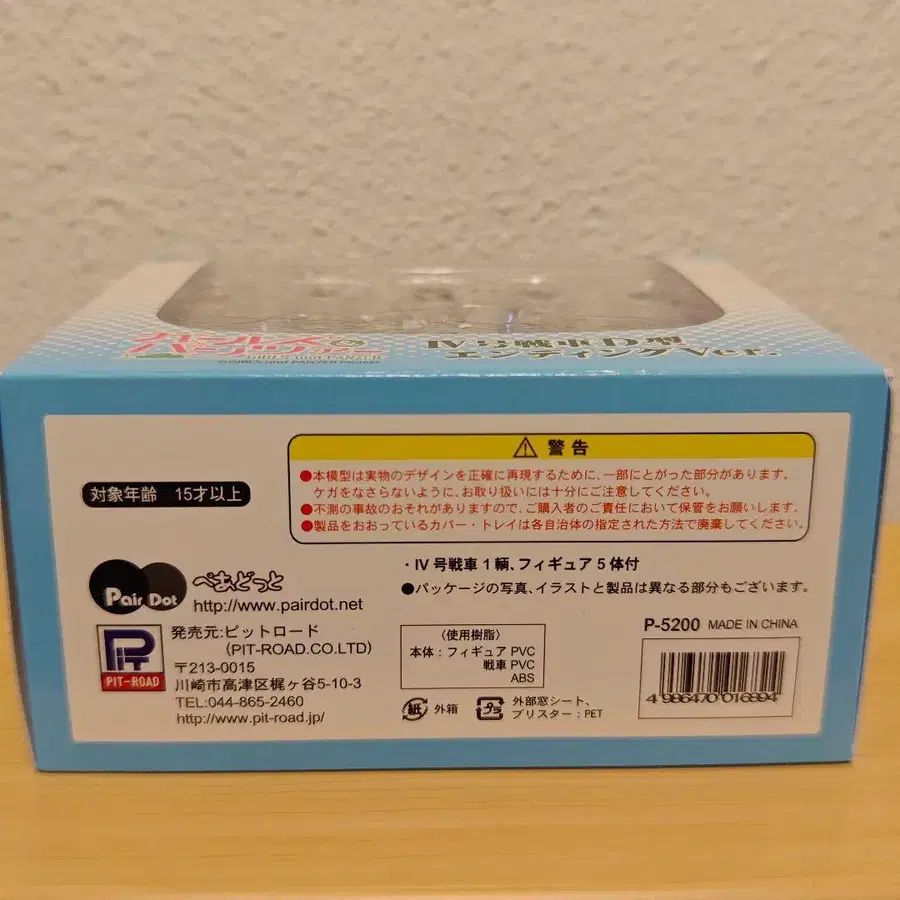 ガールズ&パンツァー
GIRLS und PANZER
IV号戦車D型
エンディングVer.
対象年齢 15才以上
⚠警告
●本模型は実物のデザインを正確に再現するために、一部にとがった部分があります。
ケガをなさらないように、お取り扱いには十分にご注意してください。
●不測の事故のおそれがありますので、ご購入者のご責任において保管をお願いします。
●製品をおおっているカバー・トレイは各自治体の指定された方法で廃棄してください。
・IV号戦車1輌、フィギュア5体付
●パッケージの写真、イラストと製品は異なる部分もございます。
Pair Dot
ぺあどっと
http://www.pairdot.net
PIT
PIT-ROAD
発売元:ピットロード
(PIT-ROAD.CO.LTD)
〒213-0015
川崎市高津区梶ヶ谷5-10-3
TEL:044-865-2460
http://www.pit-road.jp/
〈使用樹脂〉
本体:フィギュア PVC
戦車 PVC
ABS
紙 外箱
プラ 外部窓シート、
ブリスター:PET
P-5200 MADE IN CHINA
4 986470 016894